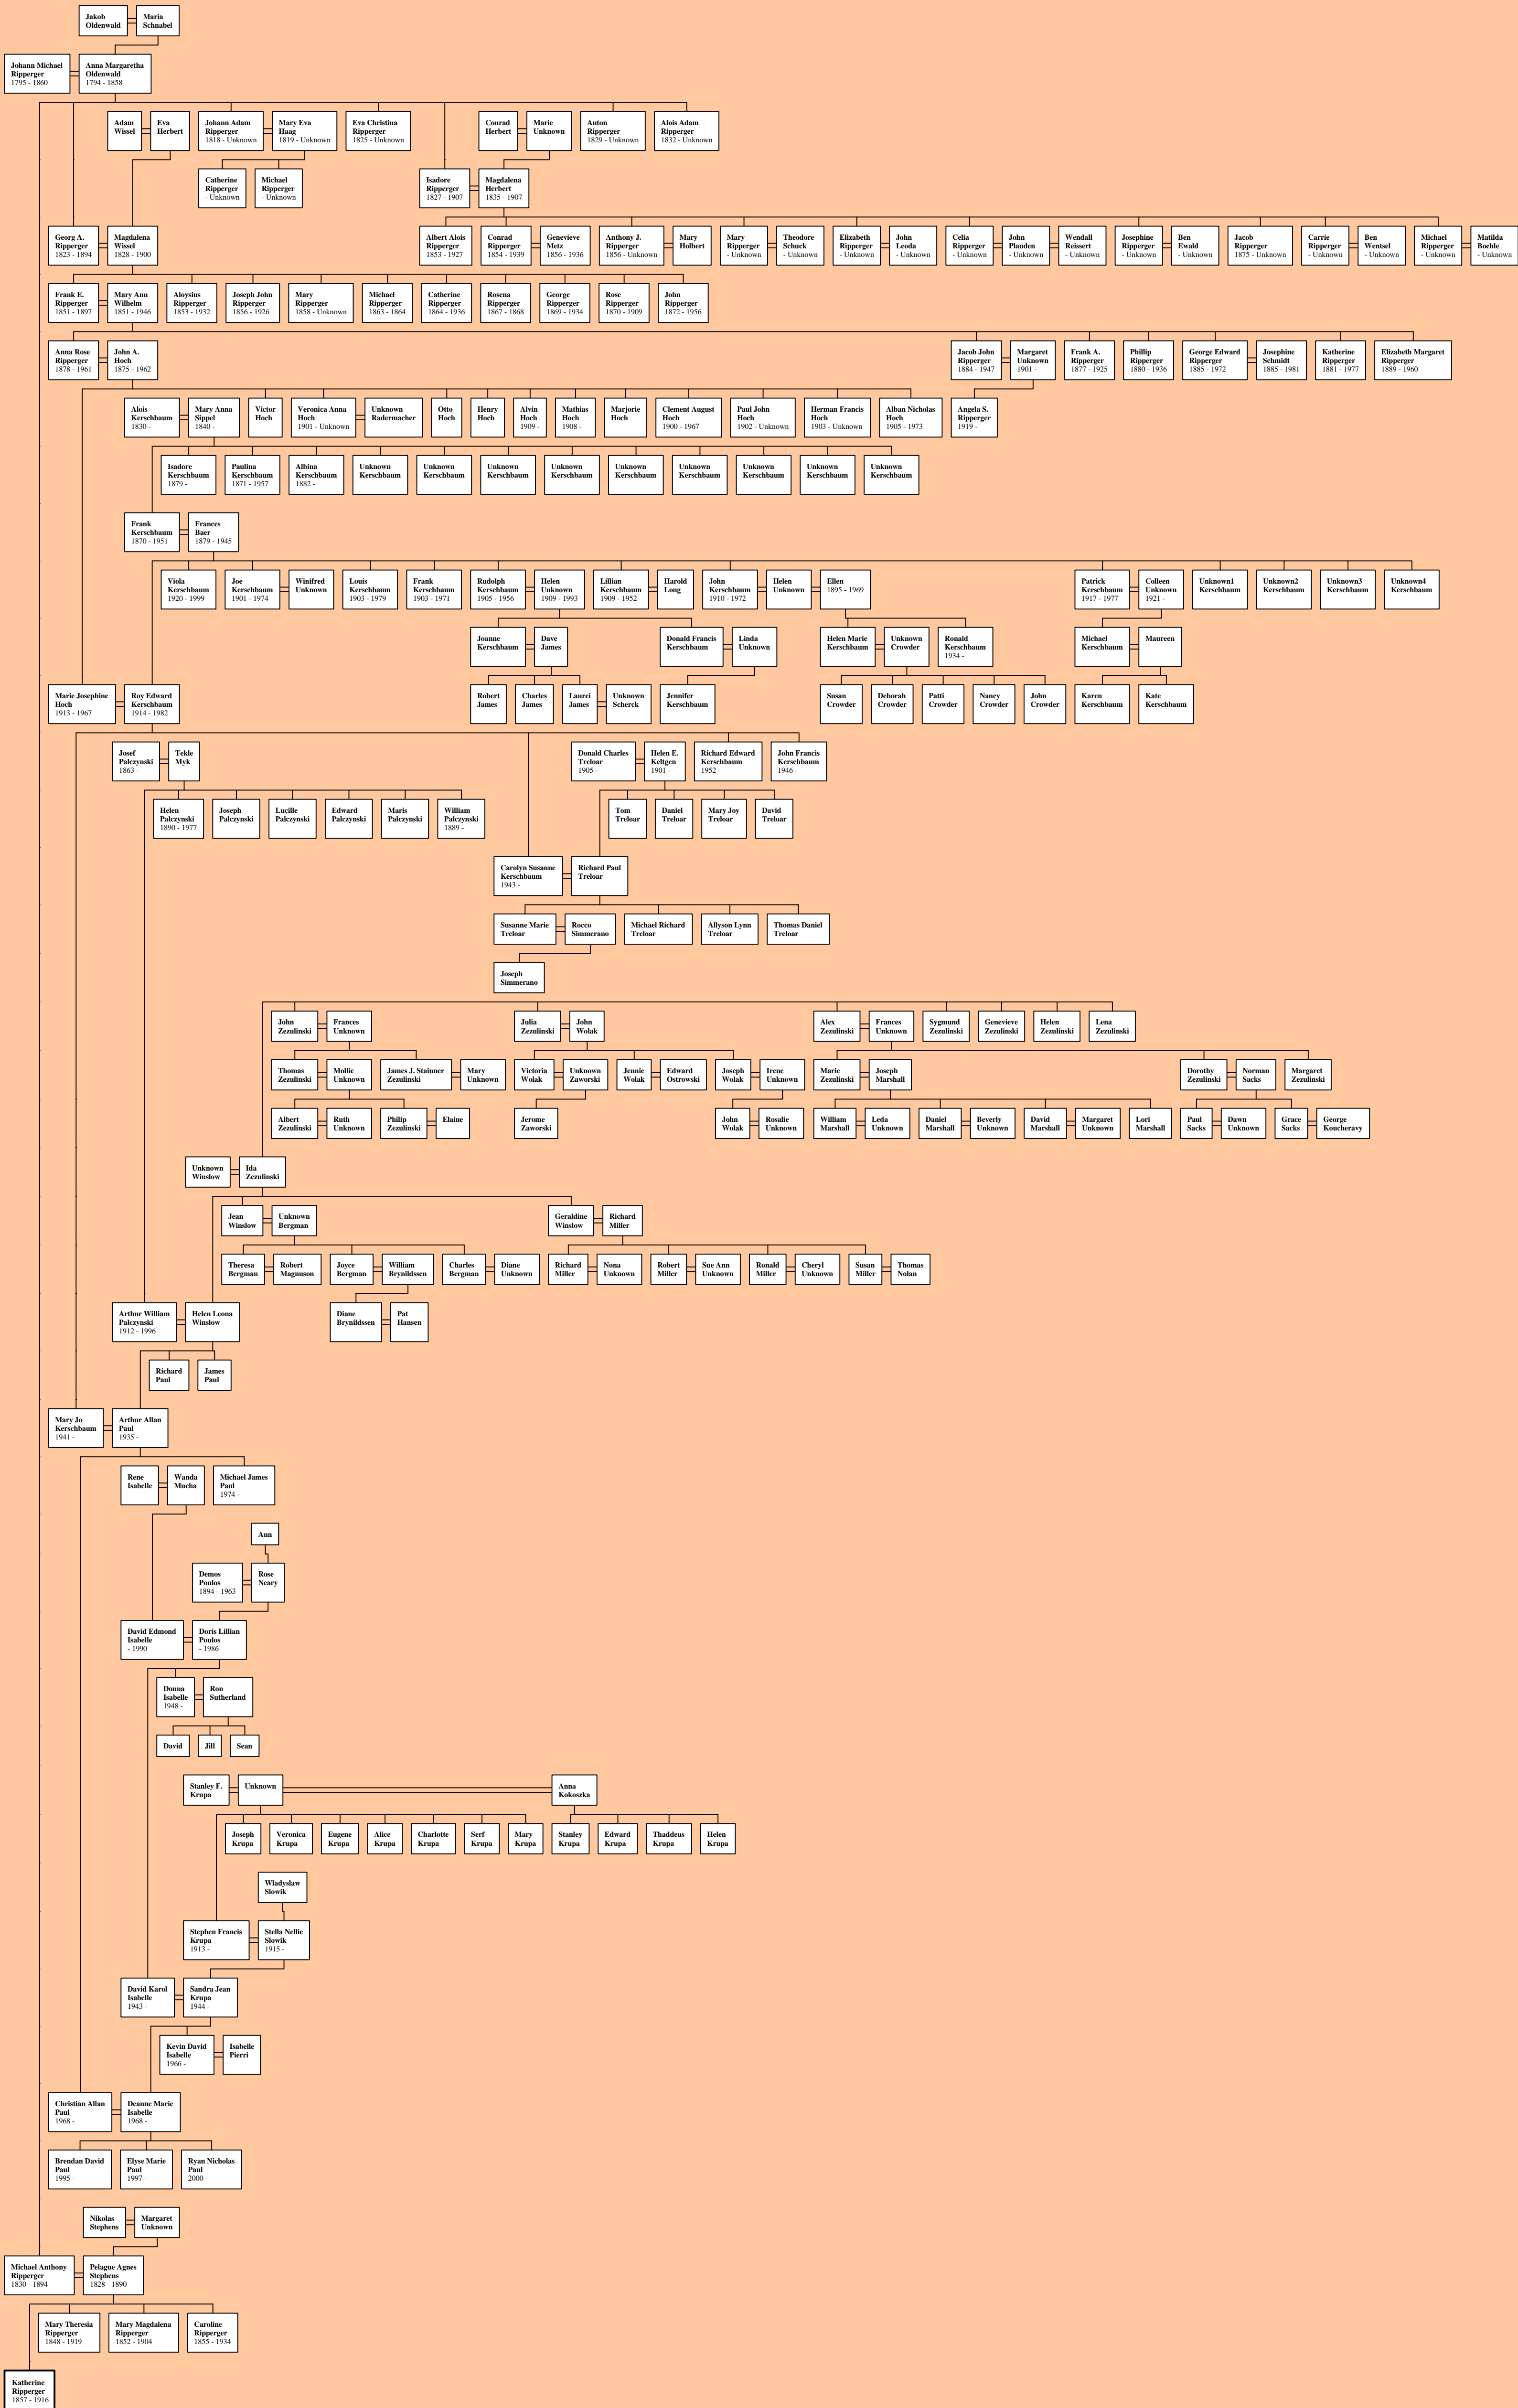 Jakob
Oldenwald
Maria
Schnabel
Johann Michael
Ripperger
1795 - 1860
Anna Margaretha
Oldenwald
1794 - 1858
Adam
Wissel
Eva
Herbert
Johann Adam
Ripperger
1818 - Unknown
Mary Eva
Haag
1819 - Unknown
Eva Christina
Ripperger
1825 - Unknown
Conrad
Herbert
Marie
Unknown
Anton
Ripperger
1829 - Unknown
Alois Adam
Ripperger
1832 - Unknown
Catherine
Ripperger
- Unknown
Michael
Ripperger
- Unknown
Isadore
Ripperger
1827 - 1907
Magdalena
Herbert
1835 - 1907
Georg A.
Ripperger
1823 - 1894
Magdalena
Wissel
1828 - 1900
Albert Alois
Ripperger
1853 - 1927
Conrad
Ripperger
1854 - 1939
Genevieve
Metz
1856 - 1936
Anthony J.
Ripperger
1856 - Unknown
Mary
Holbert
Mary
Ripperger
- Unknown
Theodore
Schuck
- Unknown
Elizabeth
Ripperger
- Unknown
John
Leoda
- Unknown
Celia
Ripperger
- Unknown
John
Plauden
- Unknown
Wendall
Reissert
- Unknown
Josephine
Ripperger
- Unknown
Ben
Ewald
- Unknown
Jacob
Ripperger
1875 - Unknown
Carrie
Ripperger
- Unknown
Ben
Wentsel
- Unknown
Michael
Ripperger
- Unknown
Matilda
Boehle
- Unknown
Frank E.
Ripperger
1851 - 1897
Mary Ann
Wilhelm
1851 - 1946
Aloysius
Ripperger
1853 - 1932
Joseph John
Ripperger
1856 - 1926
Mary
Ripperger
1858 - Unknown
Michael
Ripperger
1863 - 1864
Catherine
Ripperger
1864 - 1936
Rosena
Ripperger
1867 - 1868
George
Ripperger
1869 - 1934
Rose
Ripperger
1870 - 1909
John
Ripperger
1872 - 1956
Anna Rose
Ripperger
1878 - 1961
John A.
Hoch
1875 - 1962
Jacob John
Ripperger
1884 - 1947
Margaret
Unknown
1901 -
Frank A.
Ripperger
1877 - 1925
Phillip
Ripperger
1880 - 1936
George Edward
Ripperger
1885 - 1972
Josephine
Schmidt
1885 - 1981
Katherine
Ripperger
1881 - 1977
Elizabeth Margaret
Ripperger
1889 - 1960
Alois
Kerschbaum
1830 -
Mary Anna
Sippel
1840 -
Victor
Hoch
Veronica Anna
Hoch
1901 - Unknown
Unknown
Radermacher
Otto
Hoch
Henry
Hoch
Alvin
Hoch
1909 -
Mathias
Hoch
1908 -
Marjorie
Hoch
Clement August
Hoch
1900 - 1967
Paul John
Hoch
1902 - Unknown
Herman Francis
Hoch
1903 - Unknown
Alban Nicholas
Hoch
1905 - 1973
Angela S.
Ripperger
1919 -
Isadore
Kerschbaum
1879 -
Paulina
Kerschbaum
1871 - 1957
Albina
Kerschbaum
1882 -
Unknown
Kerschbaum
Unknown
Kerschbaum
Unknown
Kerschbaum
Unknown
Kerschbaum
Unknown
Kerschbaum
Unknown
Kerschbaum
Unknown
Kerschbaum
Unknown
Kerschbaum
Unknown
Kerschbaum
Frank
Kerschbaum
1870 - 1951
Frances
Baer
1879 - 1945
Viola
Kerschbaum
1920 - 1999
Joe
Kerschbaum
1901 - 1974
Winifred
Unknown
Louis
Kerschbaum
1903 - 1979
Frank
Kerschbaum
1903 - 1971
Rudolph
Kerschbaum
1905 - 1956
Helen
Unknown
1909 - 1993
Lillian
Kerschbaum
1909 - 1952
Harold
Long
John
Kerschbaum
1910 - 1972
Helen
Unknown
Ellen
1895 - 1969
Patrick
Kerschbaum
1917 - 1977
Colleen
Unknown
1921 -
Unknown1
Kerschbaum
Unknown2
Kerschbaum
Unknown3
Kerschbaum
Unknown4
Kerschbaum
Joanne
Kerschbaum
Dave
James
Donald Francis
Kerschbaum
Linda
Unknown
Helen Marie
Kerschbaum
Unknown
Crowder
Ronald
Kerschbaum
1934 -
Michael
Kerschbaum
Maureen
Marie Josephine
Hoch
1913 - 1967
Roy Edward
Kerschbaum
1914 - 1982
Robert
James
Charles
James
Laurei
James
Unknown
Scherck
Jennifer
Kerschbaum
Susan
Crowder
Deborah
Crowder
Patti
Crowder
Nancy
Crowder
John
Crowder
Karen
Kerschbaum
Kate
Kerschbaum
Josef
Palczynski
1863 -
Tekle
Myk
Donald Charles
Treloar
1905 -
Helen E.
Keltgen
1901 -
Richard Edward
Kerschbaum
1952 -
John Francis
Kerschbaum
1946 -
Helen
Palczynski
1890 - 1977
Joseph
Palczynski
Lucille
Palczynski
Edward
Palczynski
Maris
Palczynski
William
Palczynski
1889 -
Tom
Treloar
Daniel
Treloar
Mary Joy
Treloar
David
Treloar
Carolyn Susanne
Kerschbaum
1943 -
Richard Paul
Treloar
Susanne Marie
Treloar
Rocco
Simmerano
Michael Richard
Treloar
Allyson Lynn
Treloar
Thomas Daniel
Treloar
Joseph
Simmerano
John
Zezulinski
Frances
Unknown
Julia
Zezulinski
John
Wolak
Alex
Zezulinski
Frances
Unknown
Sygmund
Zezulinski
Genevieve
Zezulinski
Helen
Zezulinski
Lena
Zezulinski
Thomas
Zezulinski
Mollie
Unknown
James J. Stainner
Zezulinski
Mary
Unknown
Victoria
Wolak
Unknown
Zaworski
Jennie
Wolak
Edward
Ostrowski
Joseph
Wolak
Irene
Unknown
Marie
Zezulinski
Joseph
Marshall
Dorothy
Zezulinski
Norman
Sacks
Margaret
Zezulinski
Albert
Zezulinski
Ruth
Unknown
Philip
Zezulinski
Elaine
Jerome
Zaworski
John
Wolak
Rosalie
Unknown
William
Marshall
Leda
Unknown
Daniel
Marshall
Beverly
Unknown
David
Marshall
Margaret
Unknown
Lori
Marshall
Paul
Sacks
Dawn
Unknown
Grace
Sacks
George
Koucheravy
Unknown
Winslow
Ida
Zezulinski
Jean
Winslow
Unknown
Bergman
Geraldine
Winslow
Richard
Miller
Theresa
Bergman
Robert
Magnuson
Joyce
Bergman
William
Brynildssen
Charles
Bergman
Diane
Unknown
Richard
Miller
Nona
Unknown
Robert
Miller
Sue Ann
Unknown
Ronald
Miller
Cheryl
Unknown
Susan
Miller
Thomas
Nolan
Arthur William
Palczynski
1912 - 1996
Helen Leona
Winslow
Diane
Brynildssen
Pat
Hansen
Richard
Paul
James
Paul
Mary Jo
Kerschbaum
1941 -
Arthur Allan
Paul
1935 -
Rene
Isabelle
Wanda
Mucha
Michael James
Paul
1974 -
Ann
Demos
Poulos
1894 - 1963
Rose
Neary
David Edmond
Isabelle
- 1990
Doris Lillian
Poulos
- 1986
Donna
Isabelle
1948 -
Ron
Sutherland
David
Jill
Sean
Stanley F.
Krupa
Unknown
Anna
Kokoszka
Joseph
Krupa
Veronica
Krupa
Eugene
Krupa
Alice
Krupa
Charlotte
Krupa
Serf
Krupa
Mary
Krupa
Stanley
Krupa
Edward
Krupa
Thaddeus
Krupa
Helen
Krupa
Wladyslaw
Slowik
Stephen Francis
Krupa
1913 -
Stella Nellie
Slowik
1915 -
David Karol
Isabelle
1943 -
Sandra Jean
Krupa
1944 -
Kevin David
Isabelle
1966 -
Isabelle
Pierri
Christian Allan
Paul
1968 -
Deanne Marie
Isabelle
1968 -
Brendan David
Paul
1995 -
Elyse Marie
Paul
1997 -
Ryan Nicholas
Paul
2000 -
Nikolas
Stephens
Margaret
Unknown
Michael Anthony
Ripperger
1830 - 1894
Pelague Agnes
Stephens
1828 - 1890
Mary Theresia
Ripperger
1848 - 1919
Mary Magdalena
Ripperger
1852 - 1904
Caroline
Ripperger
1855 - 1934
Katherine
Ripperger
1857 - 1916